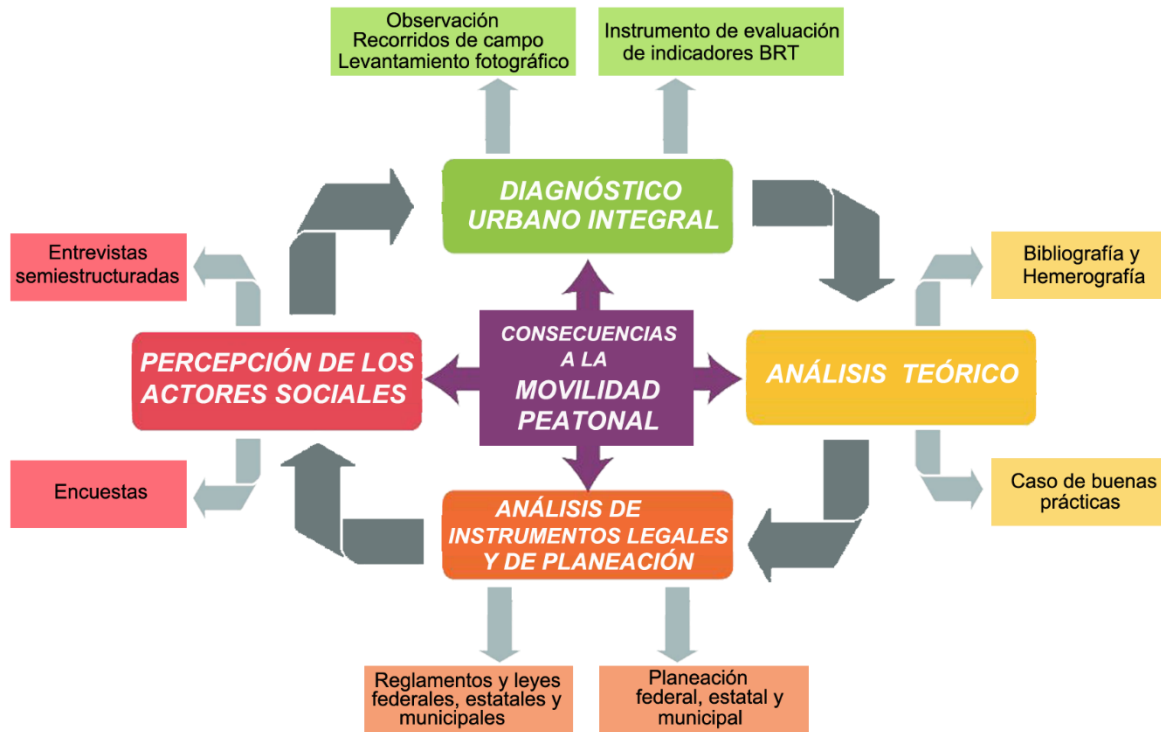 Observación
Recorridos de campo
Levantamiento fotográfico
Instrumento de evaluación
de indicadores BRT
DIAGNÓSTICO
URBANO INTEGRAL
Entrevistas
semiestructuradas
Bibliografía y
Hemerografía
CONSECUENCIAS
A LA
MOVILIDAD
PEATONAL
PERCEPCIÓN DE LOS
ACTORES SOCIALES
ANÁLISIS TEÓRICO
Encuestas
Caso de buenas
prácticas
ANÁLISIS DE
INSTRUMENTOS LEGALES
Y DE PLANEACIÓN
Reglamentos y leyes
federales, estatales y
municipales
Planeación
federal, estatal y
municipal